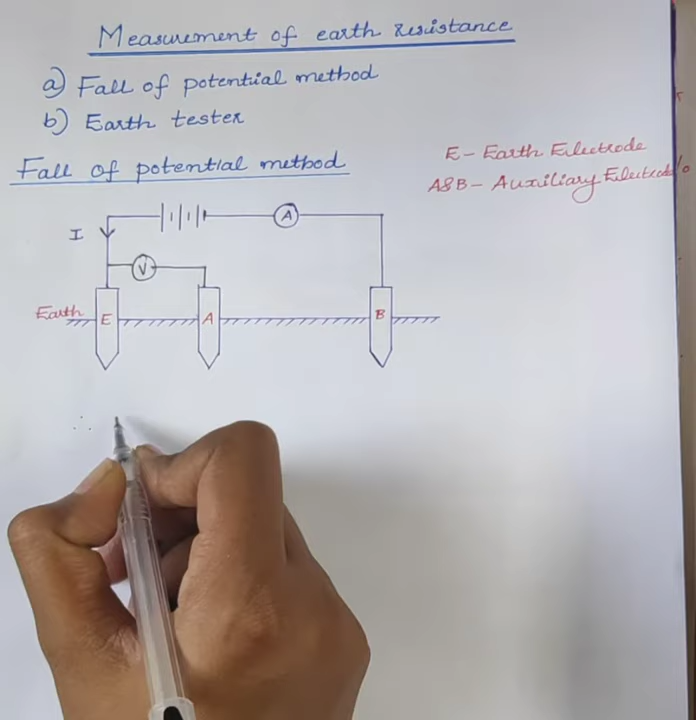 Measurement of earth resistance
a) Fall of potential method
b) Earth tester
Fall of potential method
E - Earth Electrode
A&B - Auxiliary Electrode
A
I
V
Earth E A B
∴